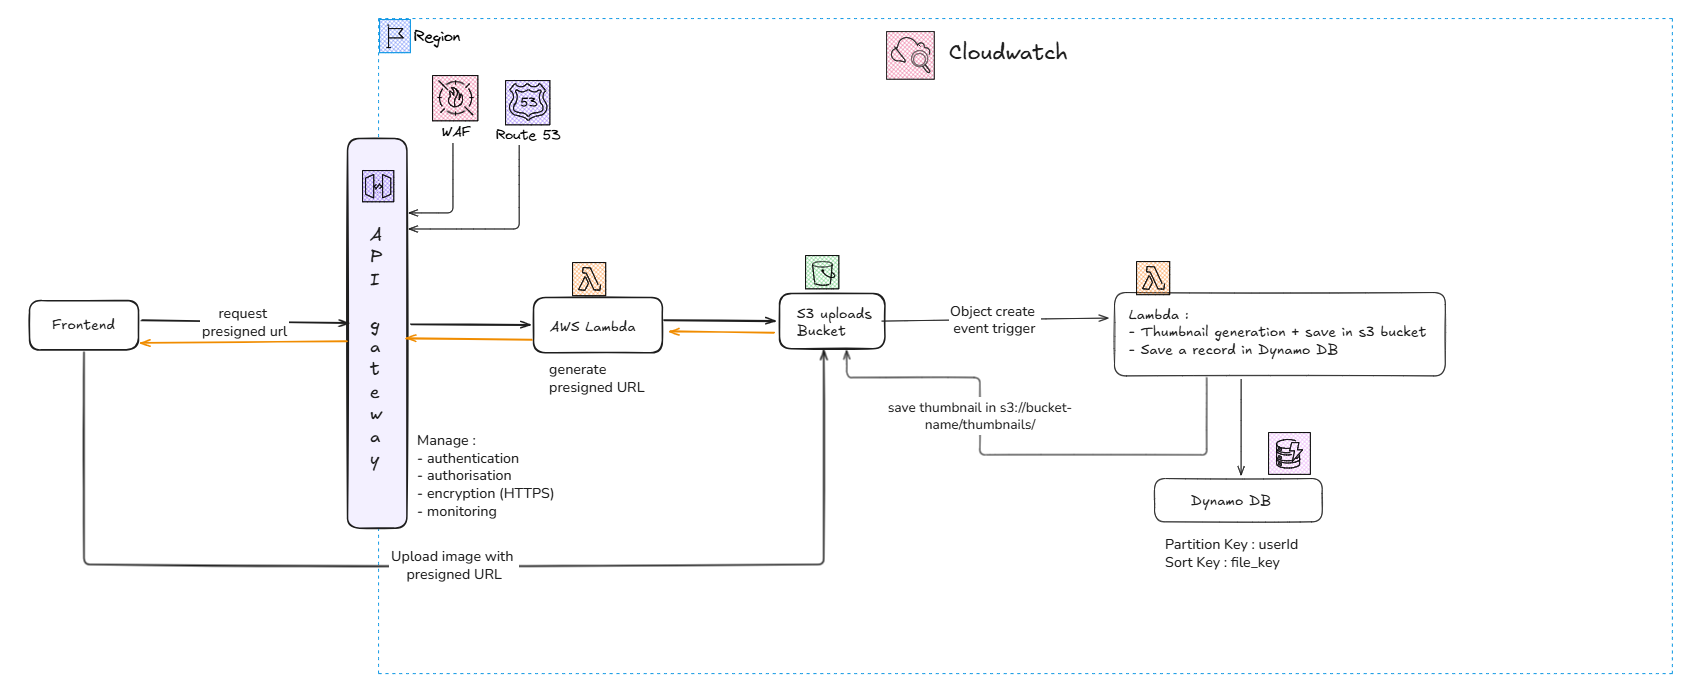 Region
Cloudwatch
WAF
Route 53
53
A
P
I
g
a
t
e
w
a
y
Frontend
request
presigned url
AWS Lambda
generate
presigned URL
S3 uploads
Bucket
Object create
event trigger
Lambda :
- Thumbnail generation + save in s3 bucket
- Save a record in Dynamo DB
save thumbnail in s3://bucket-
name/thumbnails/
Manage :
- authentication
- authorisation
- encryption (HTTPS)
- monitoring
Dynamo DB
Partition Key : userId
Sort Key : file_key
Upload image with
presigned URL